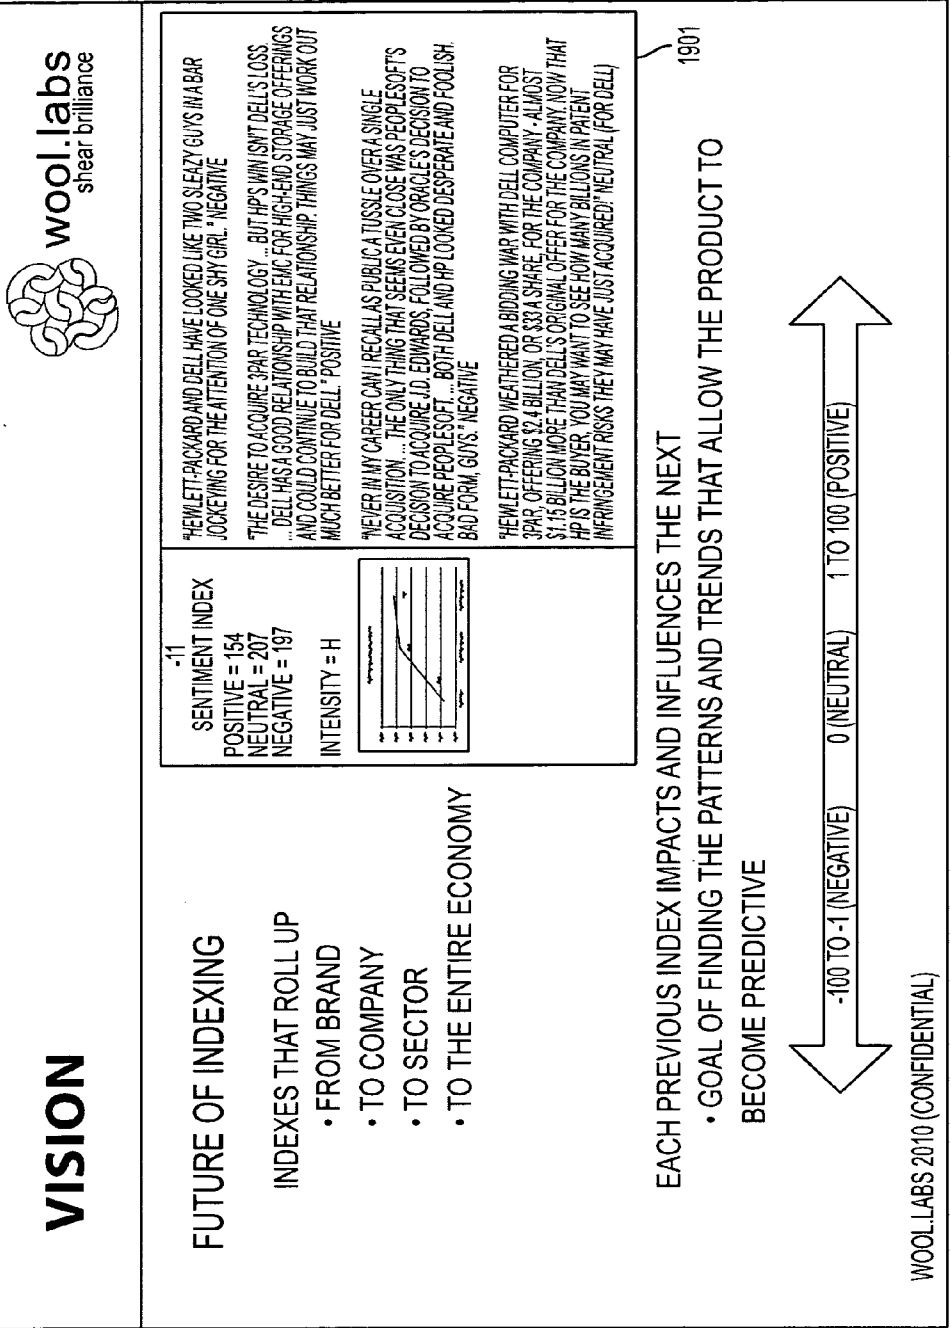 VISION
wool.labs
shear brilliance
FUTURE OF INDEXING
INDEXES THAT ROLL UP
• FROM BRAND
• TO COMPANY
• TO SECTOR
• TO THE ENTIRE ECONOMY
-11
SENTIMENT INDEX
POSITIVE = 154
NEUTRAL = 207
NEGATIVE = 197
INTENSITY = H
"HEWLETT-PACKARD AND DELL HAVE LOOKED LIKE TWO SLEAZY GUYS IN A BAR
JOCKEYING FOR THE ATTENTION OF ONE SHY GIRL." NEGATIVE
"THE DESIRE TO ACQUIRE 3PAR TECHNOLOGY ... BUT HP'S WIN ISN'T DELL'S LOSS.
... DELL HAS A GOOD RELATIONSHIP WITH EMC FOR HIGH-END STORAGE OFFERINGS
AND COULD CONTINUE TO BUILD THAT RELATIONSHIP. THINGS MAY JUST WORK OUT
MUCH BETTER FOR DELL." POSITIVE
"NEVER IN MY CAREER CAN I RECALL AS PUBLIC A TUSSLE OVER A SINGLE
ACQUISITION. ... THE ONLY THING THAT SEEMS EVEN CLOSE WAS PEOPLESOFT'S
DECISION TO ACQUIRE J.D. EDWARDS, FOLLOWED BY ORACLE'S DECISION TO
ACQUIRE PEOPLESOFT. ... BOTH DELL AND HP LOOKED DESPERATE AND FOOLISH.
BAD FORM, GUYS." NEGATIVE
"HEWLETT-PACKARD WEATHERED A BIDDING WAR WITH DELL COMPUTER FOR
3PAR, OFFERING $2.4 BILLION, OR $33 A SHARE, FOR THE COMPANY - ALMOST
$1.15 BILLION MORE THAN DELL'S ORIGINAL OFFER FOR THE COMPANY. NOW THAT
HP IS THE BUYER, YOU MAY WANT TO SEE HOW MANY BILLIONS IN PATENT
INFRINGEMENT RISKS THEY MAY HAVE JUST ACQUIRED." NEUTRAL (FOR DELL)
1901
EACH PREVIOUS INDEX IMPACTS AND INFLUENCES THE NEXT
• GOAL OF FINDING THE PATTERNS AND TRENDS THAT ALLOW THE PRODUCT TO
BECOME PREDICTIVE
-100 TO -1 (NEGATIVE) 0 (NEUTRAL) 1 TO 100 (POSITIVE)
WOOL.LABS 2010 (CONFIDENTIAL)